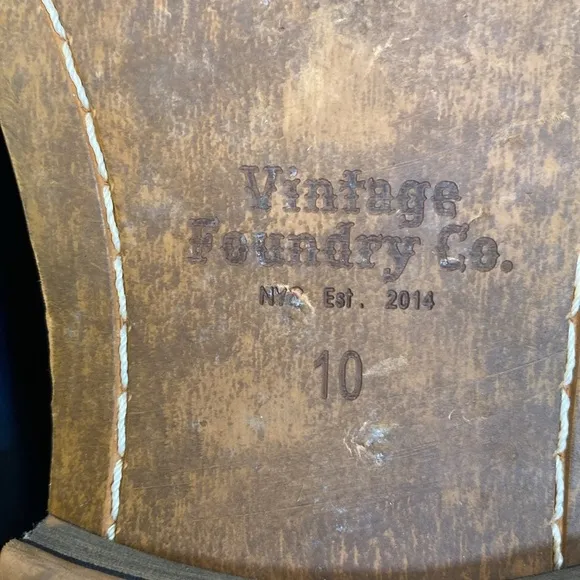 Vintage
Foundry Co.
NYC Est. 2014
10